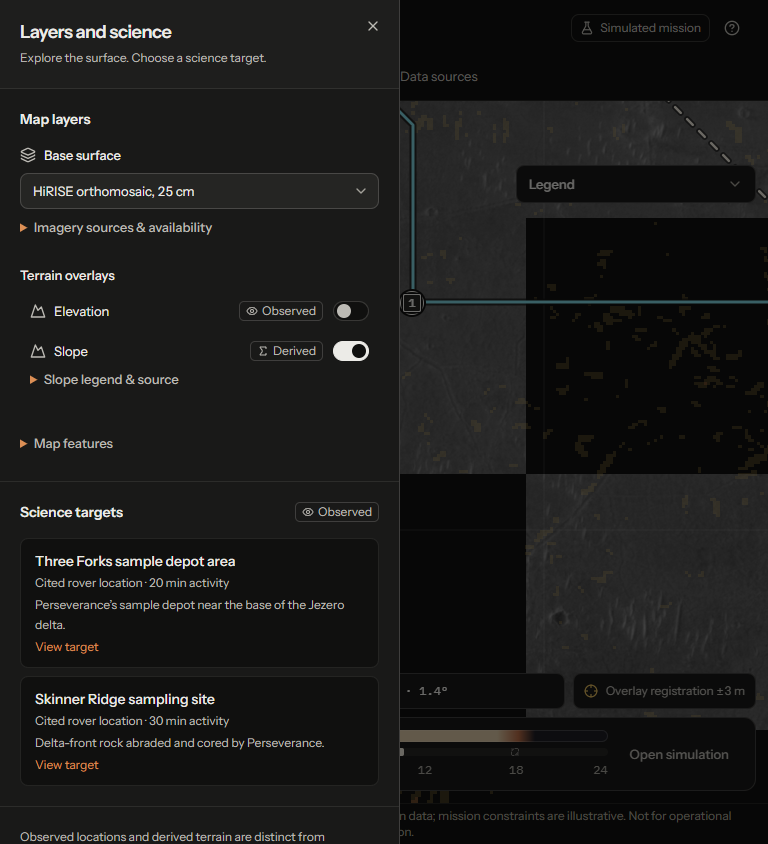 Layers and science
Explore the surface. Choose a science target.
Map layers
Base surface
HiRISE orthomosaic, 25 cm
Imagery sources & availability
Terrain overlays
Elevation
Observed
Slope
Derived
Slope legend & source
Map features
Science targets
Observed
Three Forks sample depot area
Cited rover location · 20 min activity
Perseverance’s sample depot near the base of the Jezero
delta.
View target
Skinner Ridge sampling site
Cited rover location · 30 min activity
Delta-front rock abraded and cored by Perseverance.
View target
Observed locations and derived terrain are distinct from
Simulated mission
Data sources
Legend
1
· 1.4°
Overlay registration ±3 m
12
18
24
Open simulation
data; mission constraints are illustrative. Not for operational